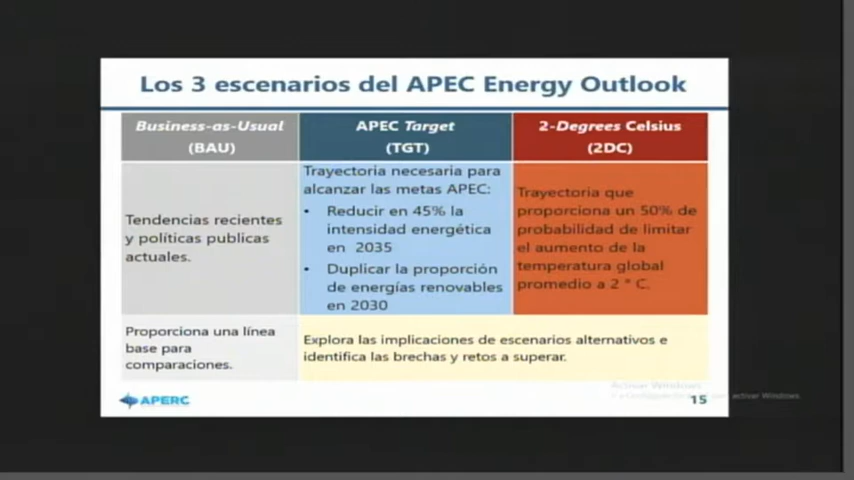 Los 3 escenarios del APEC Energy Outlook
Business-as-Usual
(BAU)
APEC Target
(TGT)
2-Degrees Celsius
(2DC)
Tendencias recientes
y políticas publicas
actuales.
Trayectoria necesaria para
alcanzar las metas APEC:
• Reducir en 45% la
intensidad energética
en 2035
• Duplicar la proporción
de energías renovables
en 2030
Trayectoria que
proporciona un 50% de
probabilidad de limitar
el aumento de la
temperatura global
promedio a 2 ° C.
Proporciona una línea
base para
comparaciones.
Explora las implicaciones de escenarios alternativos e
identifica las brechas y retos a superar.
APERC
Activar Windows
activar Windows.
15